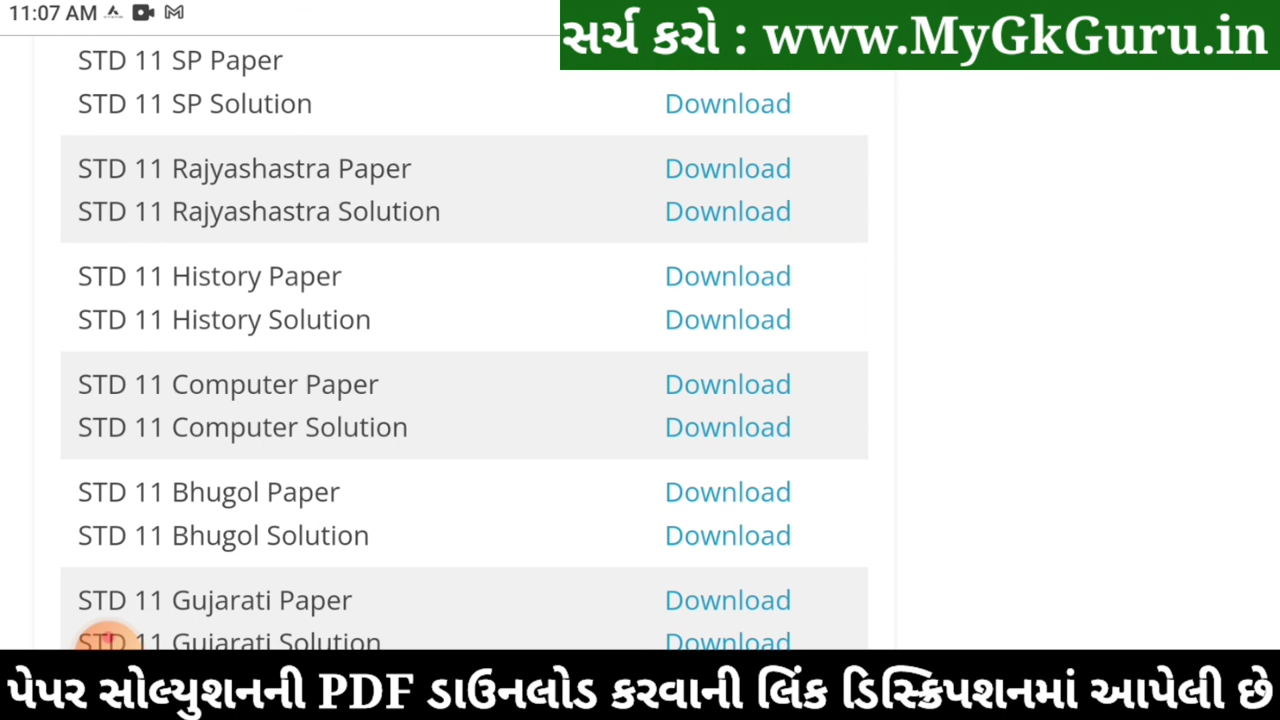 11:07 AM
સર્ચ કરો : www.MyGkGuru.in
STD 11 SP Paper
STD 11 SP Solution Download
STD 11 Rajyashastra Paper Download
STD 11 Rajyashastra Solution Download
STD 11 History Paper Download
STD 11 History Solution Download
STD 11 Computer Paper Download
STD 11 Computer Solution Download
STD 11 Bhugol Paper Download
STD 11 Bhugol Solution Download
STD 11 Gujarati Paper Download
STD 11 Gujarati Solution Download
પેપર સોલ્યુશનની PDF ડાઉનલોડ કરવાની લિંક ડિસ્ક્રિપશનમાં આપેલી છે